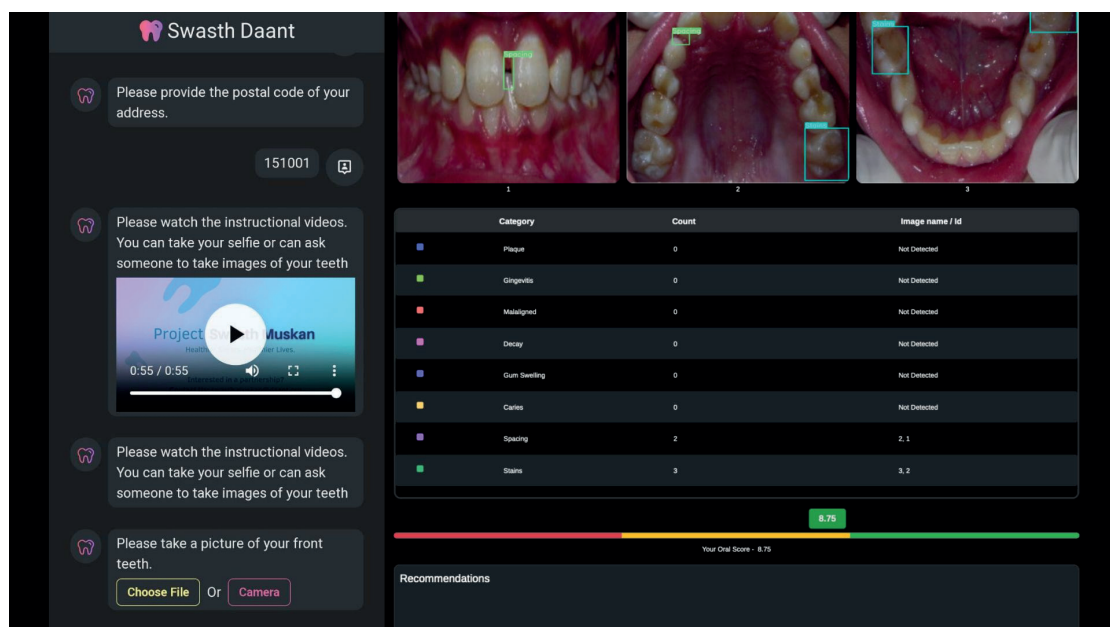 Swasth Daant
Please provide the postal code of your
address.
151001
Please watch the instructional videos.
You can take your selfie or can ask
someone to take images of your teeth
Project Swasth Muskan
0:55 / 0:55
Please watch the instructional videos.
You can take your selfie or can ask
someone to take images of your teeth
Please take a picture of your front
teeth.
Choose File Or Camera
Spacing
Spacing
Stains
Stains
Stains
1
2
3
Category Count Image name / Id
Plaque 0 Not Detected
Gingevitis 0 Not Detected
Malaligned 0 Not Detected
Decay 0 Not Detected
Gum Swelling 0 Not Detected
Caries 0 Not Detected
Spacing 2 2, 1
Stains 3 3, 2
8.75
Your Oral Score - 8.75
Recommendations